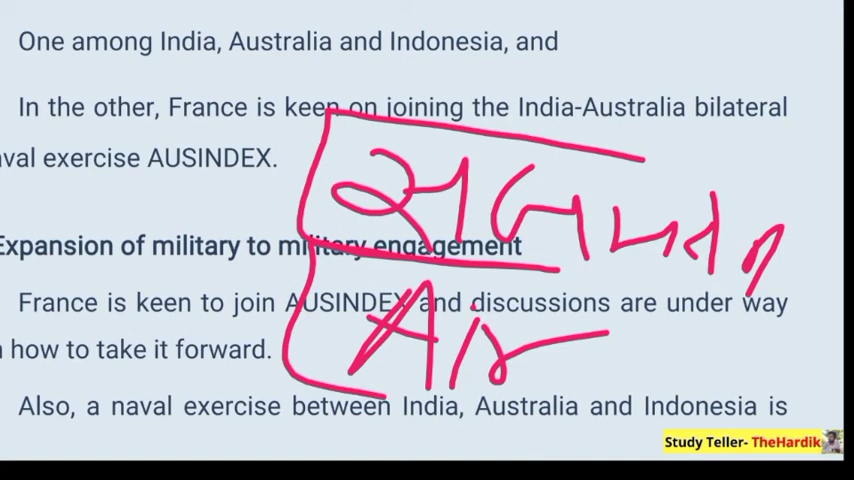 One among India, Australia and Indonesia, and
In the other, France is keen on joining the India-Australia bilateral
aval exercise AUSINDEX.
Expansion of military to military engagement
France is keen to join AUSINDEX and discussions are under way
n how to take it forward.
Air
Also, a naval exercise between India, Australia and Indonesia is
Study Teller- TheHardik